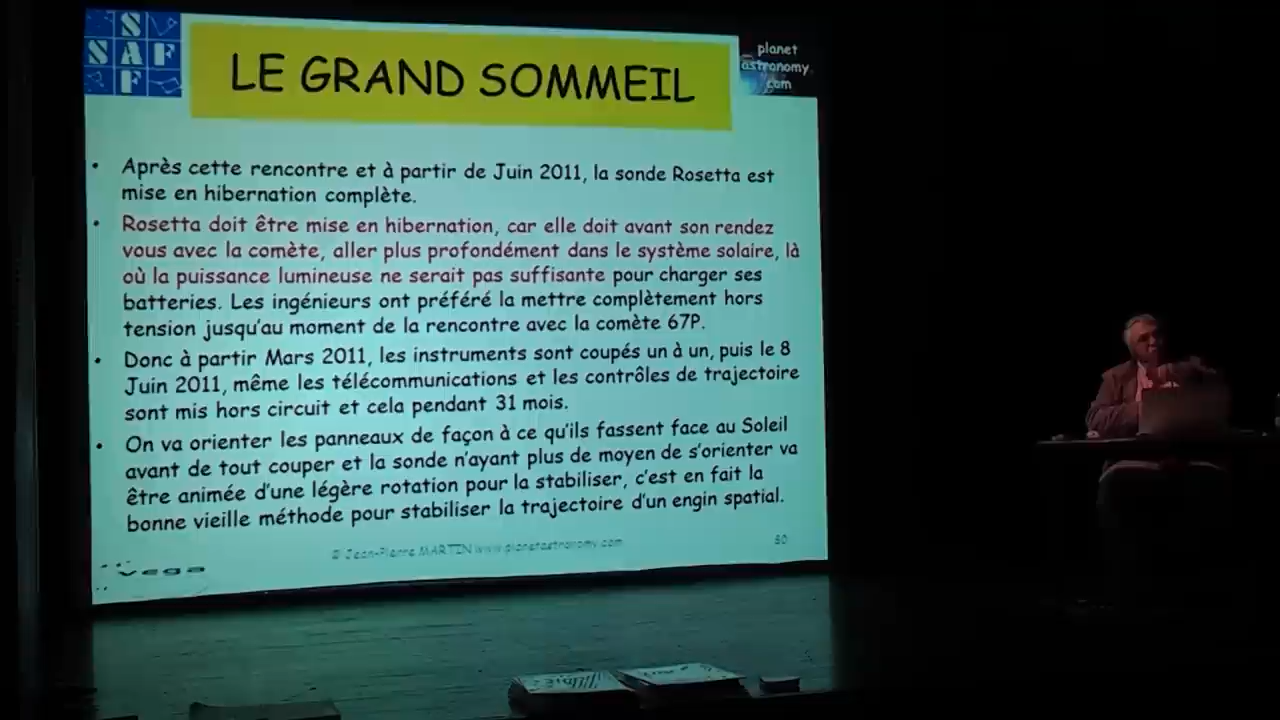 S
S A F
F
LE GRAND SOMMEIL
planet
astronomy
.com
• Après cette rencontre et à partir de Juin 2011, la sonde Rosetta est
mise en hibernation complète.
• Rosetta doit être mise en hibernation, car elle doit avant son rendez
vous avec la comète, aller plus profondément dans le système solaire, là
où la puissance lumineuse ne serait pas suffisante pour charger ses
batteries. Les ingénieurs ont préféré la mettre complètement hors
tension jusqu'au moment de la rencontre avec la comète 67P.
• Donc à partir Mars 2011, les instruments sont coupés un à un, puis le 8
Juin 2011, même les télécommunications et les contrôles de trajectoire
sont mis hors circuit et cela pendant 31 mois.
• On va orienter les panneaux de façon à ce qu'ils fassent face au Soleil
avant de tout couper et la sonde n'ayant plus de moyen de s'orienter va
être animée d'une légère rotation pour la stabiliser, c'est en fait la
bonne vieille méthode pour stabiliser la trajectoire d'un engin spatial.
© Jean-Pierre MARTIN www.planetastronomy.com
80
vega